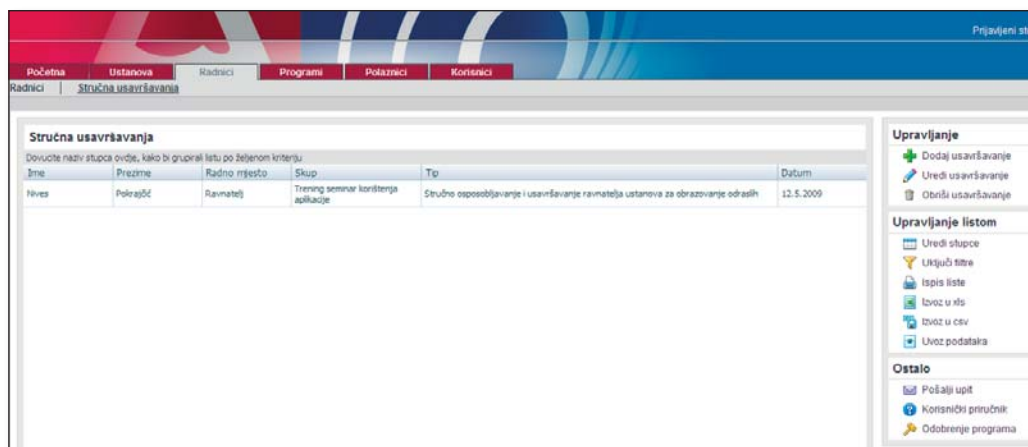 Prijavljeni st
Početna Ustanova Radnici Programi Polaznici Korisnici
Radnici | Stručna usavršavanja
Stručna usavršavanja
Dovucite naziv stupca ovdje, kako bi grupirali listu po željenom kriteriju
Ime Prezime Radno mjesto Skup Tip Datum
Nives Pokrajčić Ravnatelj Trening seminar korištenja aplikacije Stručno osposobljavanje i usavršavanje ravnatelja ustanova za obrazovanje odraslih 12.5.2009
Upravljanje
Dodaj usavršavanje
Uredi usavršavanje
Obriši usavršavanje
Upravljanje listom
Uredi stupce
Uključi filtre
Ispis liste
Izvoz u xls
Izvoz u csv
Uvoz podataka
Ostalo
Pošalji upit
Korisnički priručnik
Odobrenje programa